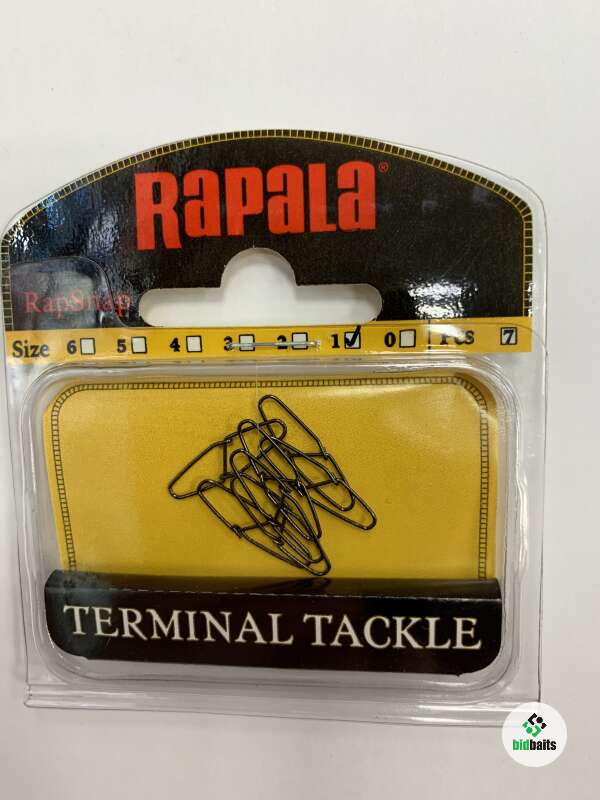 RAPALA®
RapSnap
Size 6 5 4 3 2 1 0 Pcs 7
TERMINAL TACKLE
bidbaits